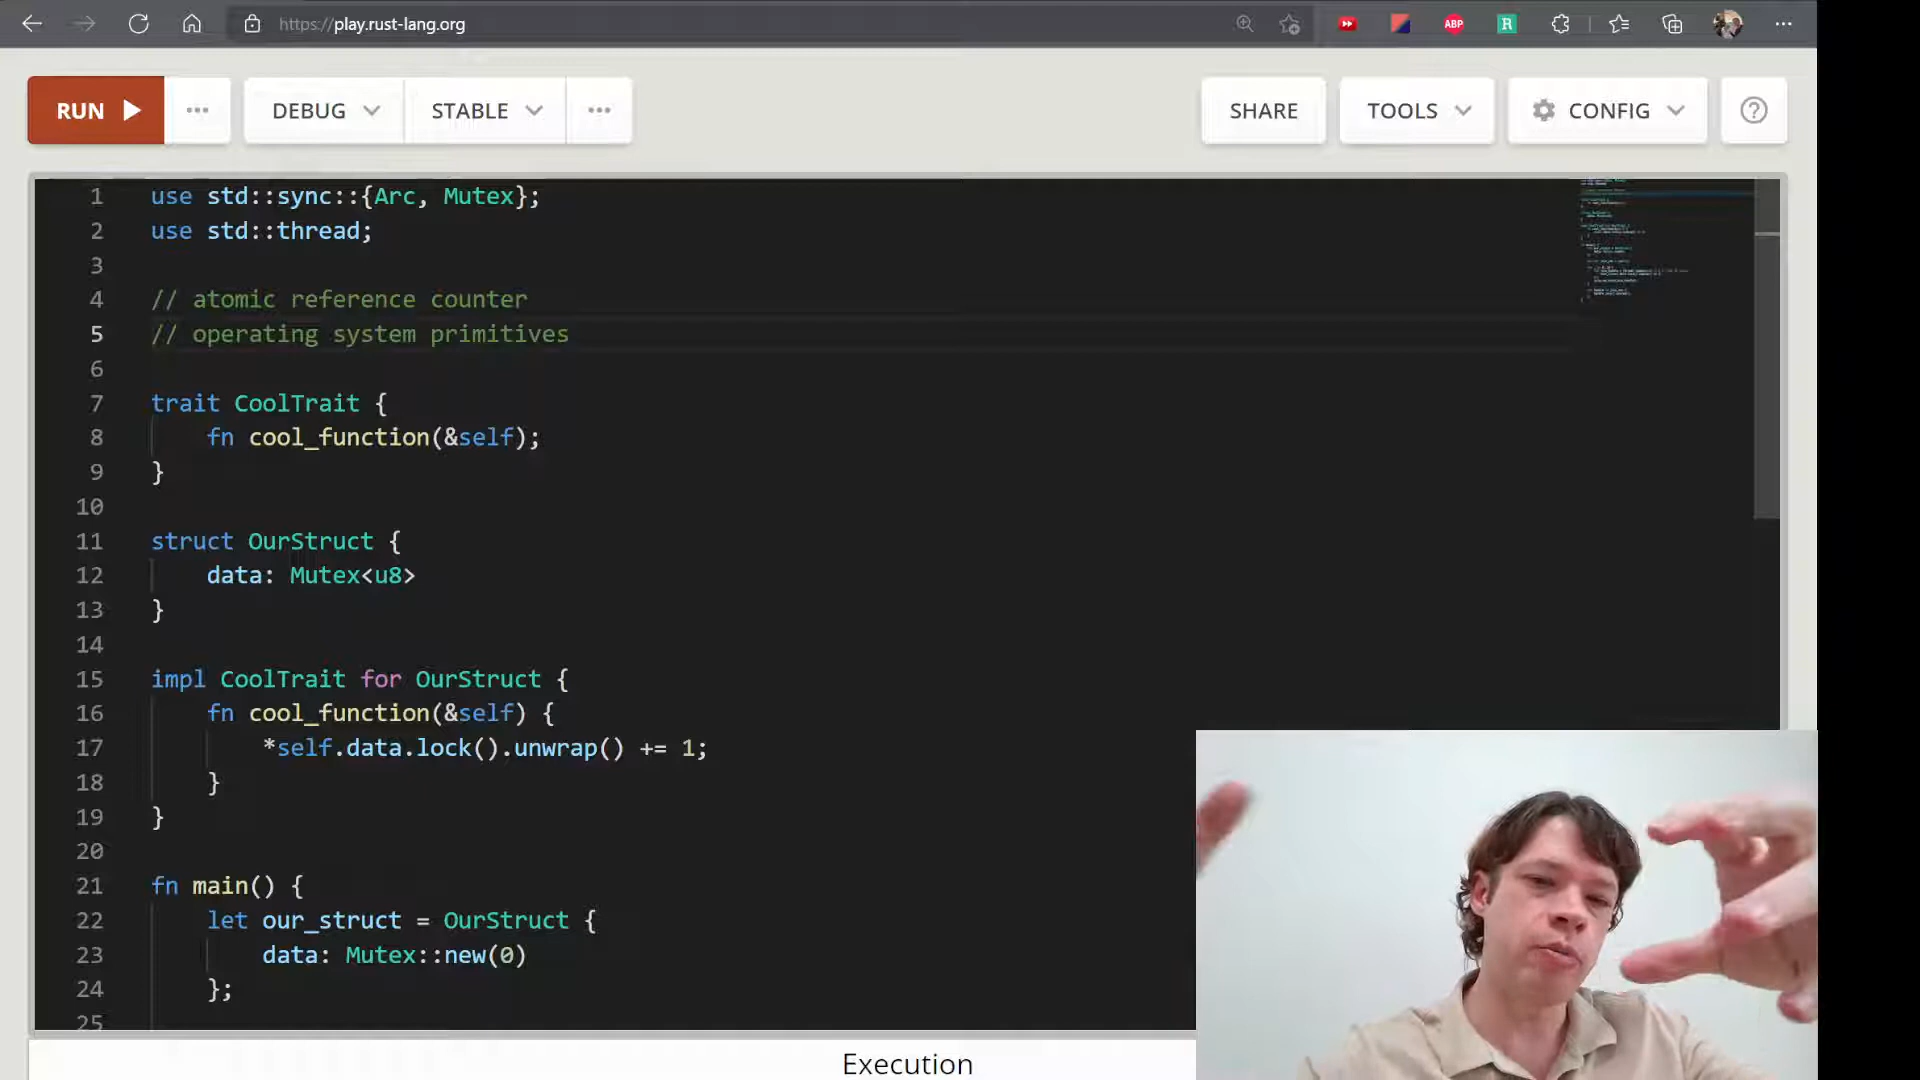 https://play.rust-lang.org
ABP
R
RUN
DEBUG
STABLE
SHARE
TOOLS
CONFIG
1 use std::sync::{Arc, Mutex};
2 use std::thread;
3
4 // atomic reference counter
5 // operating system primitives
6
7 trait CoolTrait {
8 fn cool_function(&self);
9 }
10
11 struct OurStruct {
12 data: Mutex<u8>
13 }
14
15 impl CoolTrait for OurStruct {
16 fn cool_function(&self) {
17 *self.data.lock().unwrap() += 1;
18 }
19 }
20
21 fn main() {
22 let our_struct = OurStruct {
23 data: Mutex::new(0)
24 };
25
Execution